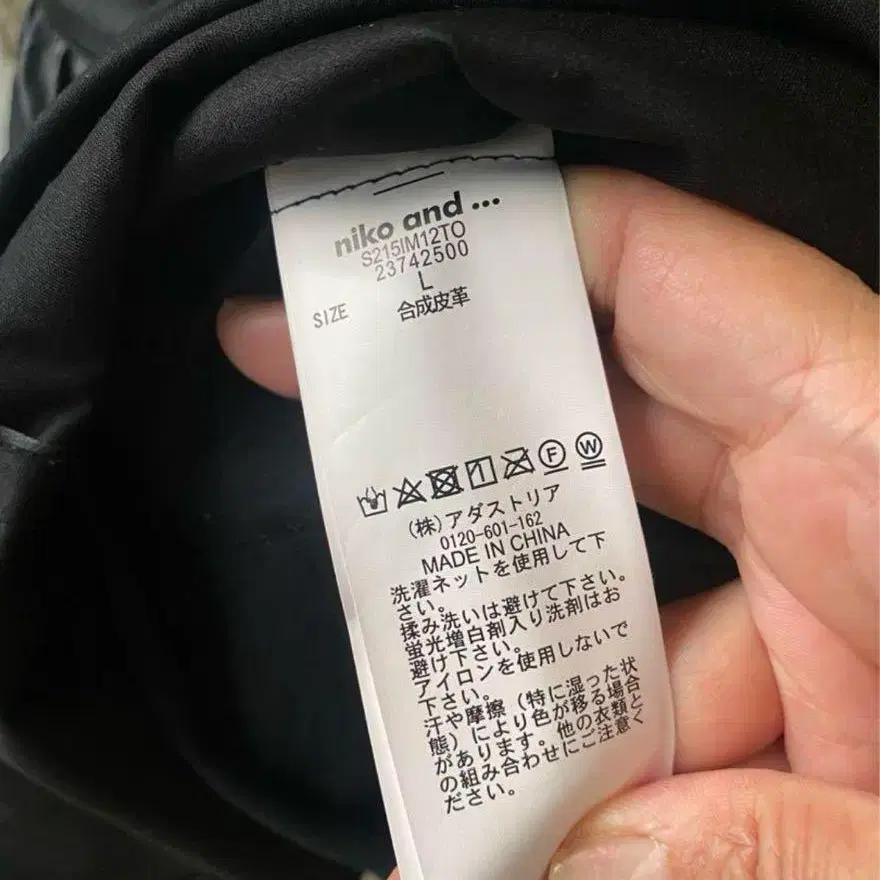 niko and ...
S215IM12TO
23742500
L
SIZE
合成皮革
F W
(株)アダストリア
0120-601-162
MADE IN CHINA
洗濯ネットを使用して下
さい。
揉み洗いは避けて下さい。
蛍光増白剤入り洗剤はお
避け下さい。
アイロンを使用しないで
下さい。
汗や摩擦(特に湿った状
態)により色が移る場合
があります。他の衣類と
の組み合わせにご注意く
ださい。